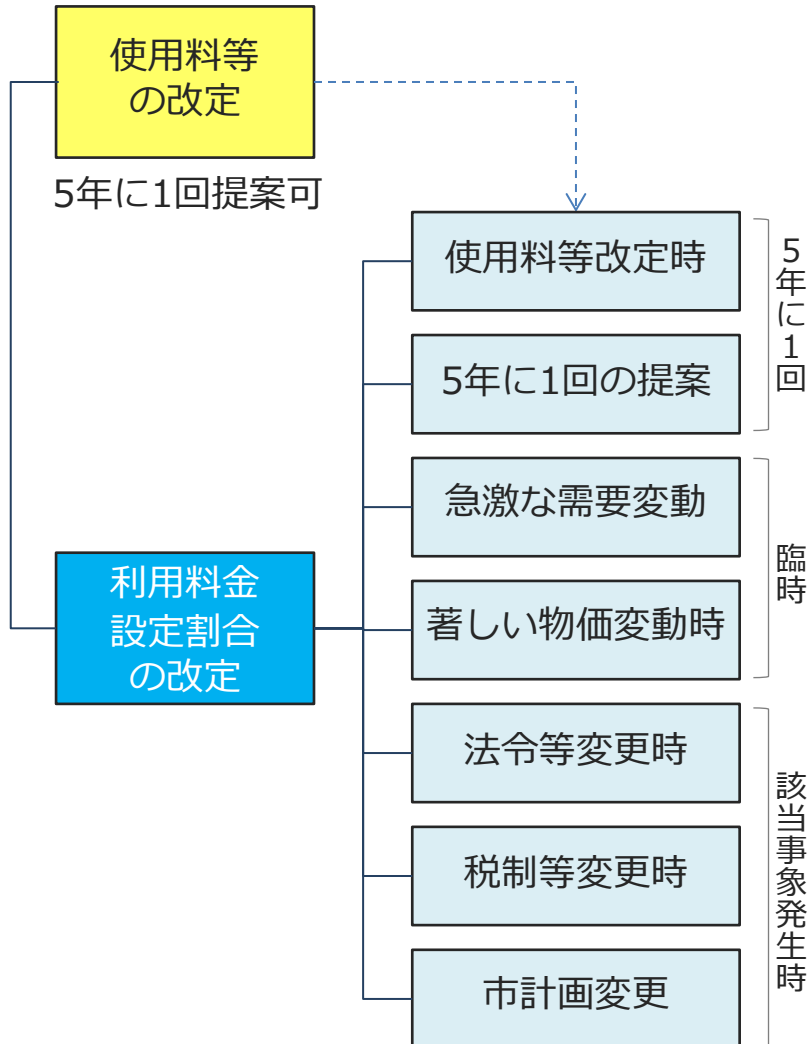 使用料等
の改定
5年に1回提案可
使用料等改定時
5年に1回の提案
5年に1回
急激な需要変動
著しい物価変動時
臨時
利用料金
設定割合
の改定
法令等変更時
税制等変更時
市計画変更
該当事象発生時